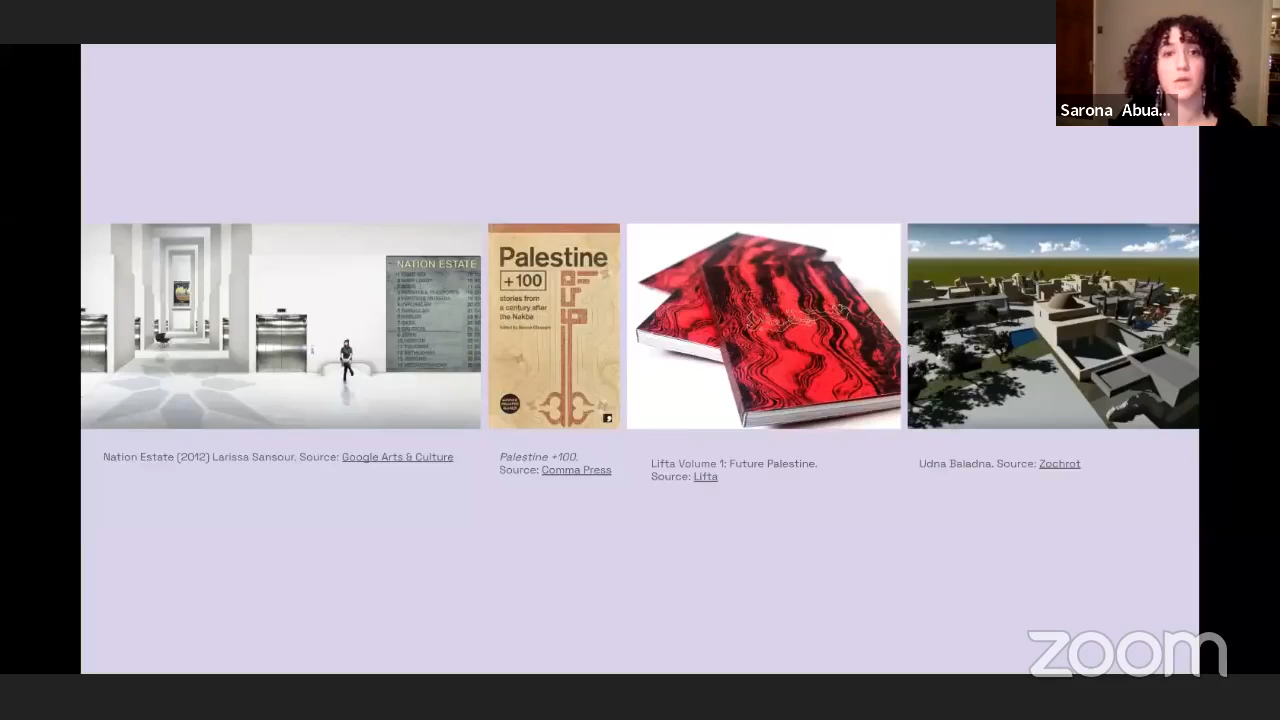 Sarona Abua...
NATION ESTATE
Palestine
+100
stories from
a century after
the Nakba
Nation Estate (2012) Larissa Sansour. Source: Google Arts & Culture
Palestine +100.
Source: Comma Press
Lifta Volume 1: Future Palestine.
Source: Lifta
Udna Baladna. Source: Zochrot
zoom